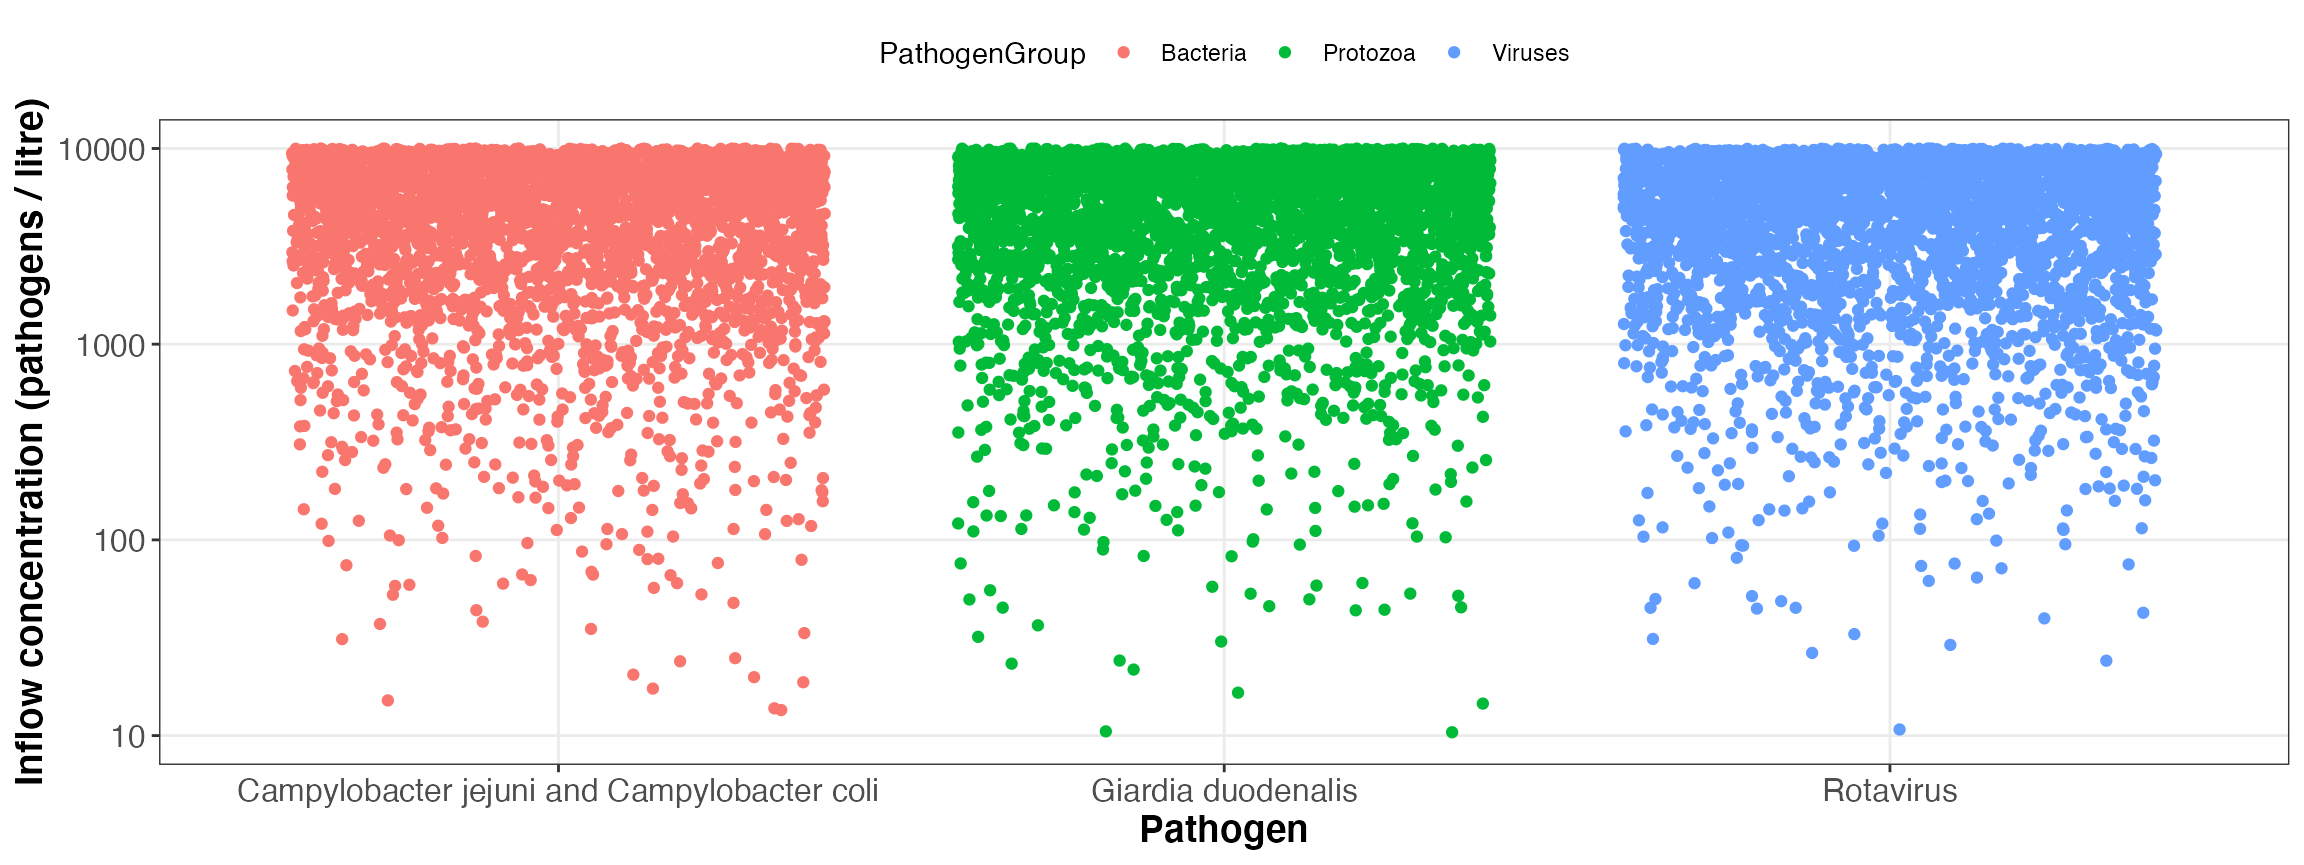 PathogenGroup Bacteria Protozoa Viruses
Inflow concentration (pathogens / litre)
10000
1000
100
10
Campylobacter jejuni and Campylobacter coli Giardia duodenalis Rotavirus
Pathogen